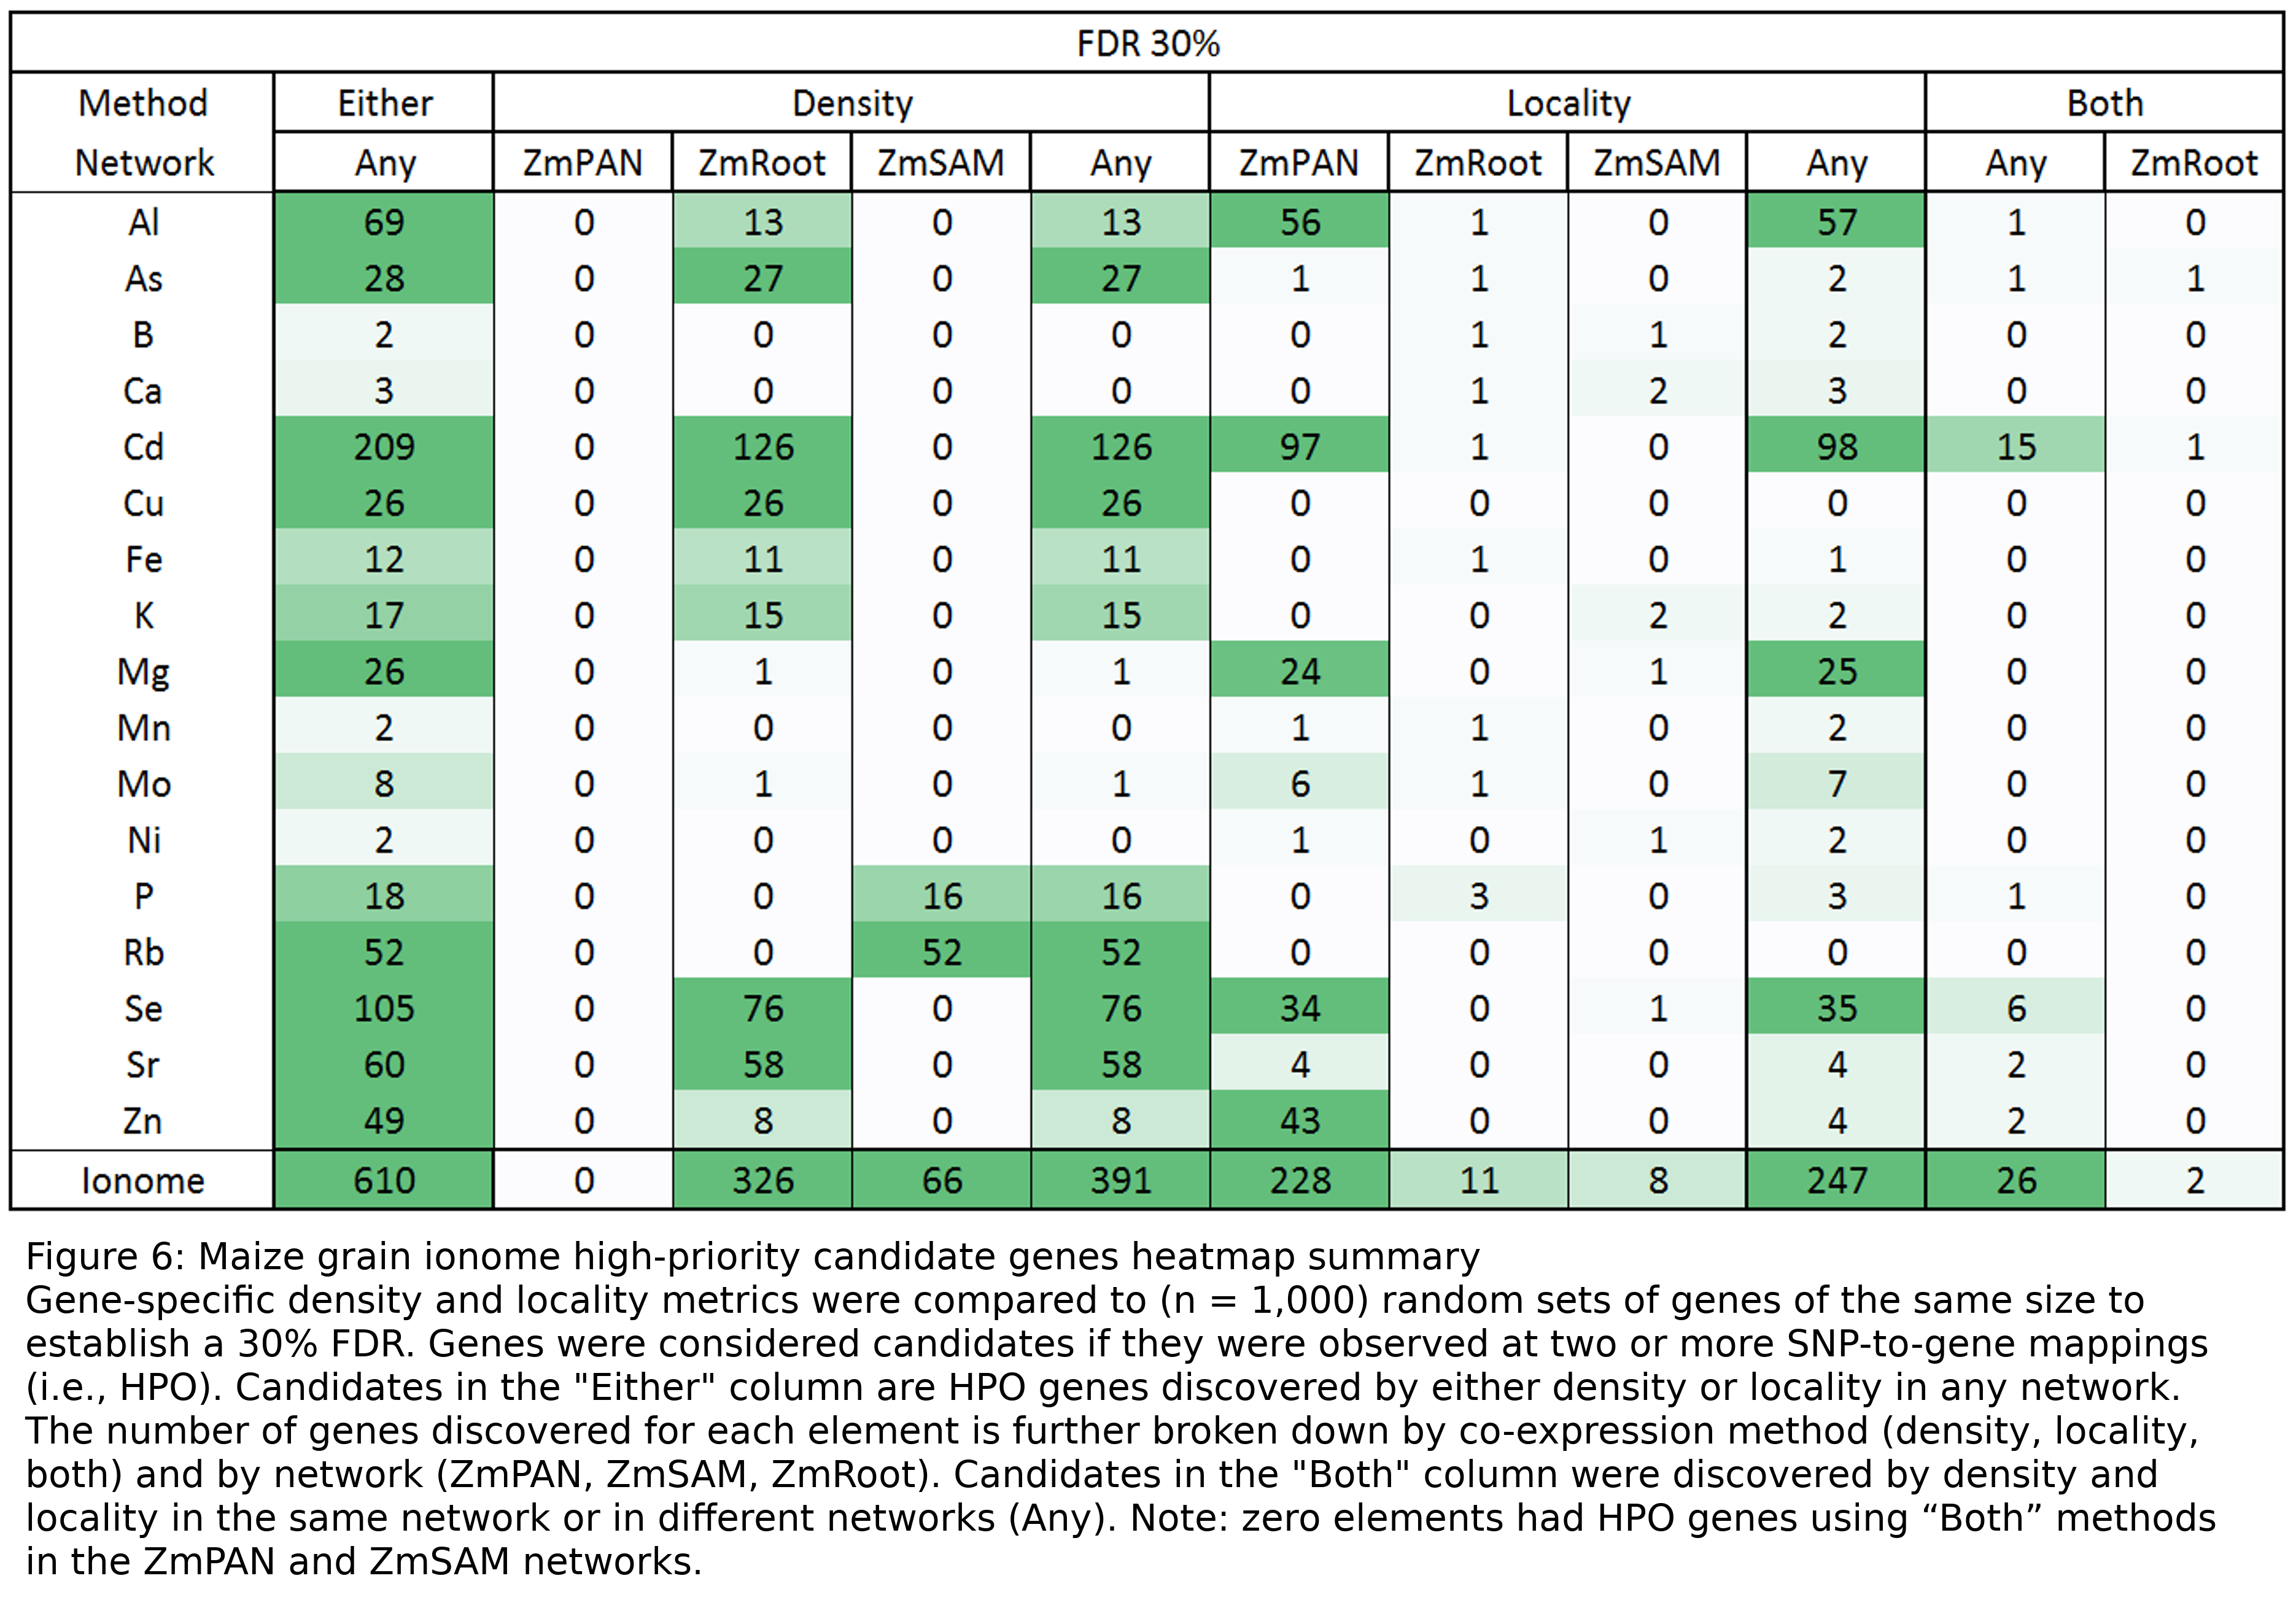 FDR 30%
Method Either Density Locality Both
Network Any ZmPAN ZmRoot ZmSAM Any ZmPAN ZmRoot ZmSAM Any Any ZmRoot
Al 69 0 13 0 13 56 1 0 57 1 0
As 28 0 27 0 27 1 1 0 2 1 1
B 2 0 0 0 0 0 1 1 2 0 0
Ca 3 0 0 0 0 0 1 2 3 0 0
Cd 209 0 126 0 126 97 1 0 98 15 1
Cu 26 0 26 0 26 0 0 0 0 0 0
Fe 12 0 11 0 11 0 1 0 1 0 0
K 17 0 15 0 15 0 0 2 2 0 0
Mg 26 0 1 0 1 24 0 1 25 0 0
Mn 2 0 0 0 0 1 1 0 2 0 0
Mo 8 0 1 0 1 6 1 0 7 0 0
Ni 2 0 0 0 0 1 0 1 2 0 0
P 18 0 0 16 16 0 3 0 3 1 0
Rb 52 0 0 52 52 0 0 0 0 0 0
Se 105 0 76 0 76 34 0 1 35 6 0
Sr 60 0 58 0 58 4 0 0 4 2 0
Zn 49 0 8 0 8 43 0 0 4 2 0
Ionome 610 0 326 66 391 228 11 8 247 26 2
Figure 6: Maize grain ionome high-priority candidate genes heatmap summary
Gene-specific density and locality metrics were compared to (n = 1,000) random sets of genes of the same size to
establish a 30% FDR. Genes were considered candidates if they were observed at two or more SNP-to-gene mappings
(i.e., HPO). Candidates in the "Either" column are HPO genes discovered by either density or locality in any network.
The number of genes discovered for each element is further broken down by co-expression method (density, locality,
both) and by network (ZmPAN, ZmSAM, ZmRoot). Candidates in the "Both" column were discovered by density and
locality in the same network or in different networks (Any). Note: zero elements had HPO genes using “Both” methods
in the ZmPAN and ZmSAM networks.